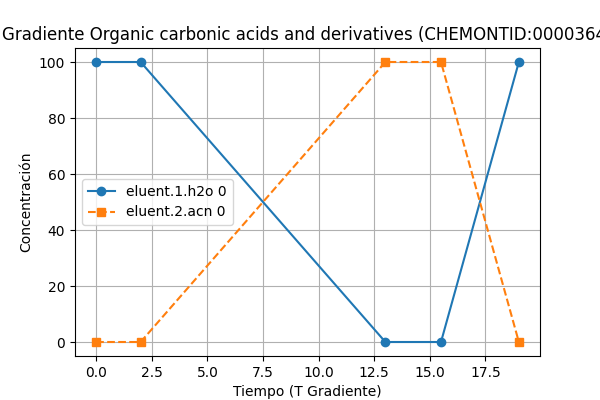 Gradiente Organic carbonic acids and derivatives (CHEMONTID:0000364
100
80
60
40
20
0
Concentración
eluent.1.h2o 0
eluent.2.acn 0
0.0 2.5 5.0 7.5 10.0 12.5 15.0 17.5
Tiempo (T Gradiente)